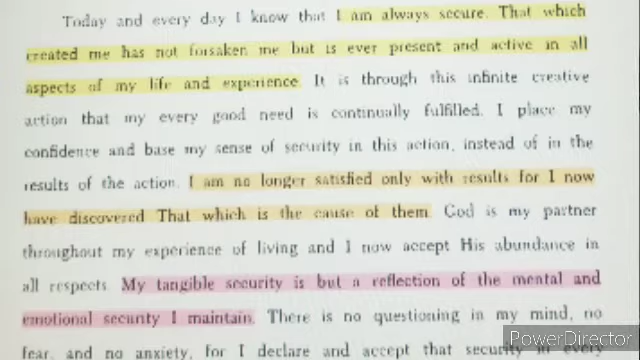 Today and every day I know that I am always secure. That which
created me has not forsaken me but is ever present and active in all
aspects of my life and experience. It is through this infinite creative
action that my every good need is continually fulfilled. I place my
confidence and base my sense of security in this action, instead of in the
results of the action. I am no longer satisfied only with results for I now
have discovered That which is the cause of them. God is my partner
throughout my experience of living and I now accept His abundance in
all respects. My tangible security is but a reflection of the mental and
emotional security I maintain. There is no questioning in my mind, no
fear, and no anxiety, for I declare and accept that security in every
PowerDirector